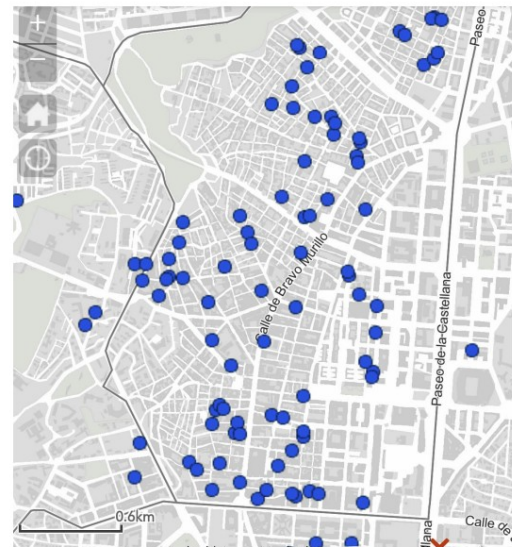 Paseo-
Calle de Bravo Murillo
Paseo-de-la-Castellana
0.6km
Calle de
llana